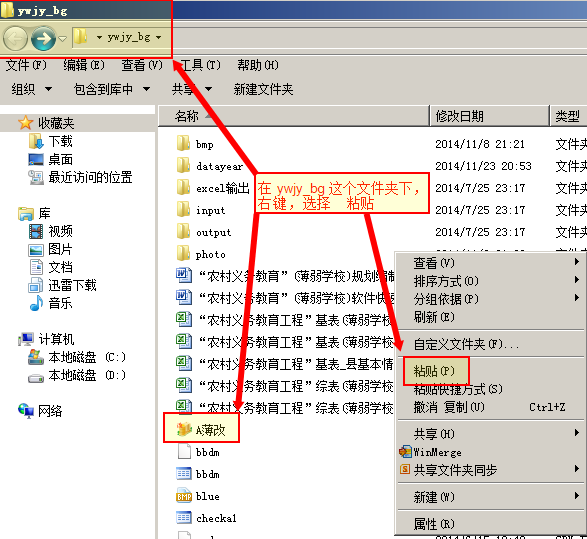 ywjy_bg
ywjy_bg
文件(F) 编辑(E) 查看(V) 工具(T) 帮助(H)
组织 包含到库中 共享 新建文件夹
收藏夹
下载
桌面
最近访问的位置
库
视频
图片
文档
迅雷下载
音乐
计算机
本地磁盘 (C:)
本地磁盘 (D:)
网络
名称 修改日期 类型
bmp 2014/11/8 21:21 文件夹
datayear 2014/11/23 20:53 文件夹
excel输出 2014/7/25 23:17 文件夹
input 2014/7/25 23:17 文件夹
output 2014/7/25 23:17 文件夹
photo
“农村义务教育”(薄弱学校)规划编制
“农村义务教育”(薄弱学校)软件快
“农村义务教育工程”基表(薄弱学校
“农村义务教育工程”基表(薄弱学校
“农村义务教育工程”基表_县基本情
“农村义务教育工程”综表(薄弱学校
“农村义务教育工程”综表(薄弱学校
A薄改
bbdm
bbdm
blue
checka1
在 ywjy_bg 这个文件夹下，
右键，选择 粘贴
查看(V)
排序方式(O)
分组依据(P)
刷新(E)
自定义文件夹(F)...
粘贴(P)
粘贴快捷方式(S)
撤消 复制(U) Ctrl+Z
共享(H)
WinMerge
共享文件夹同步
新建(W)
属性(R)